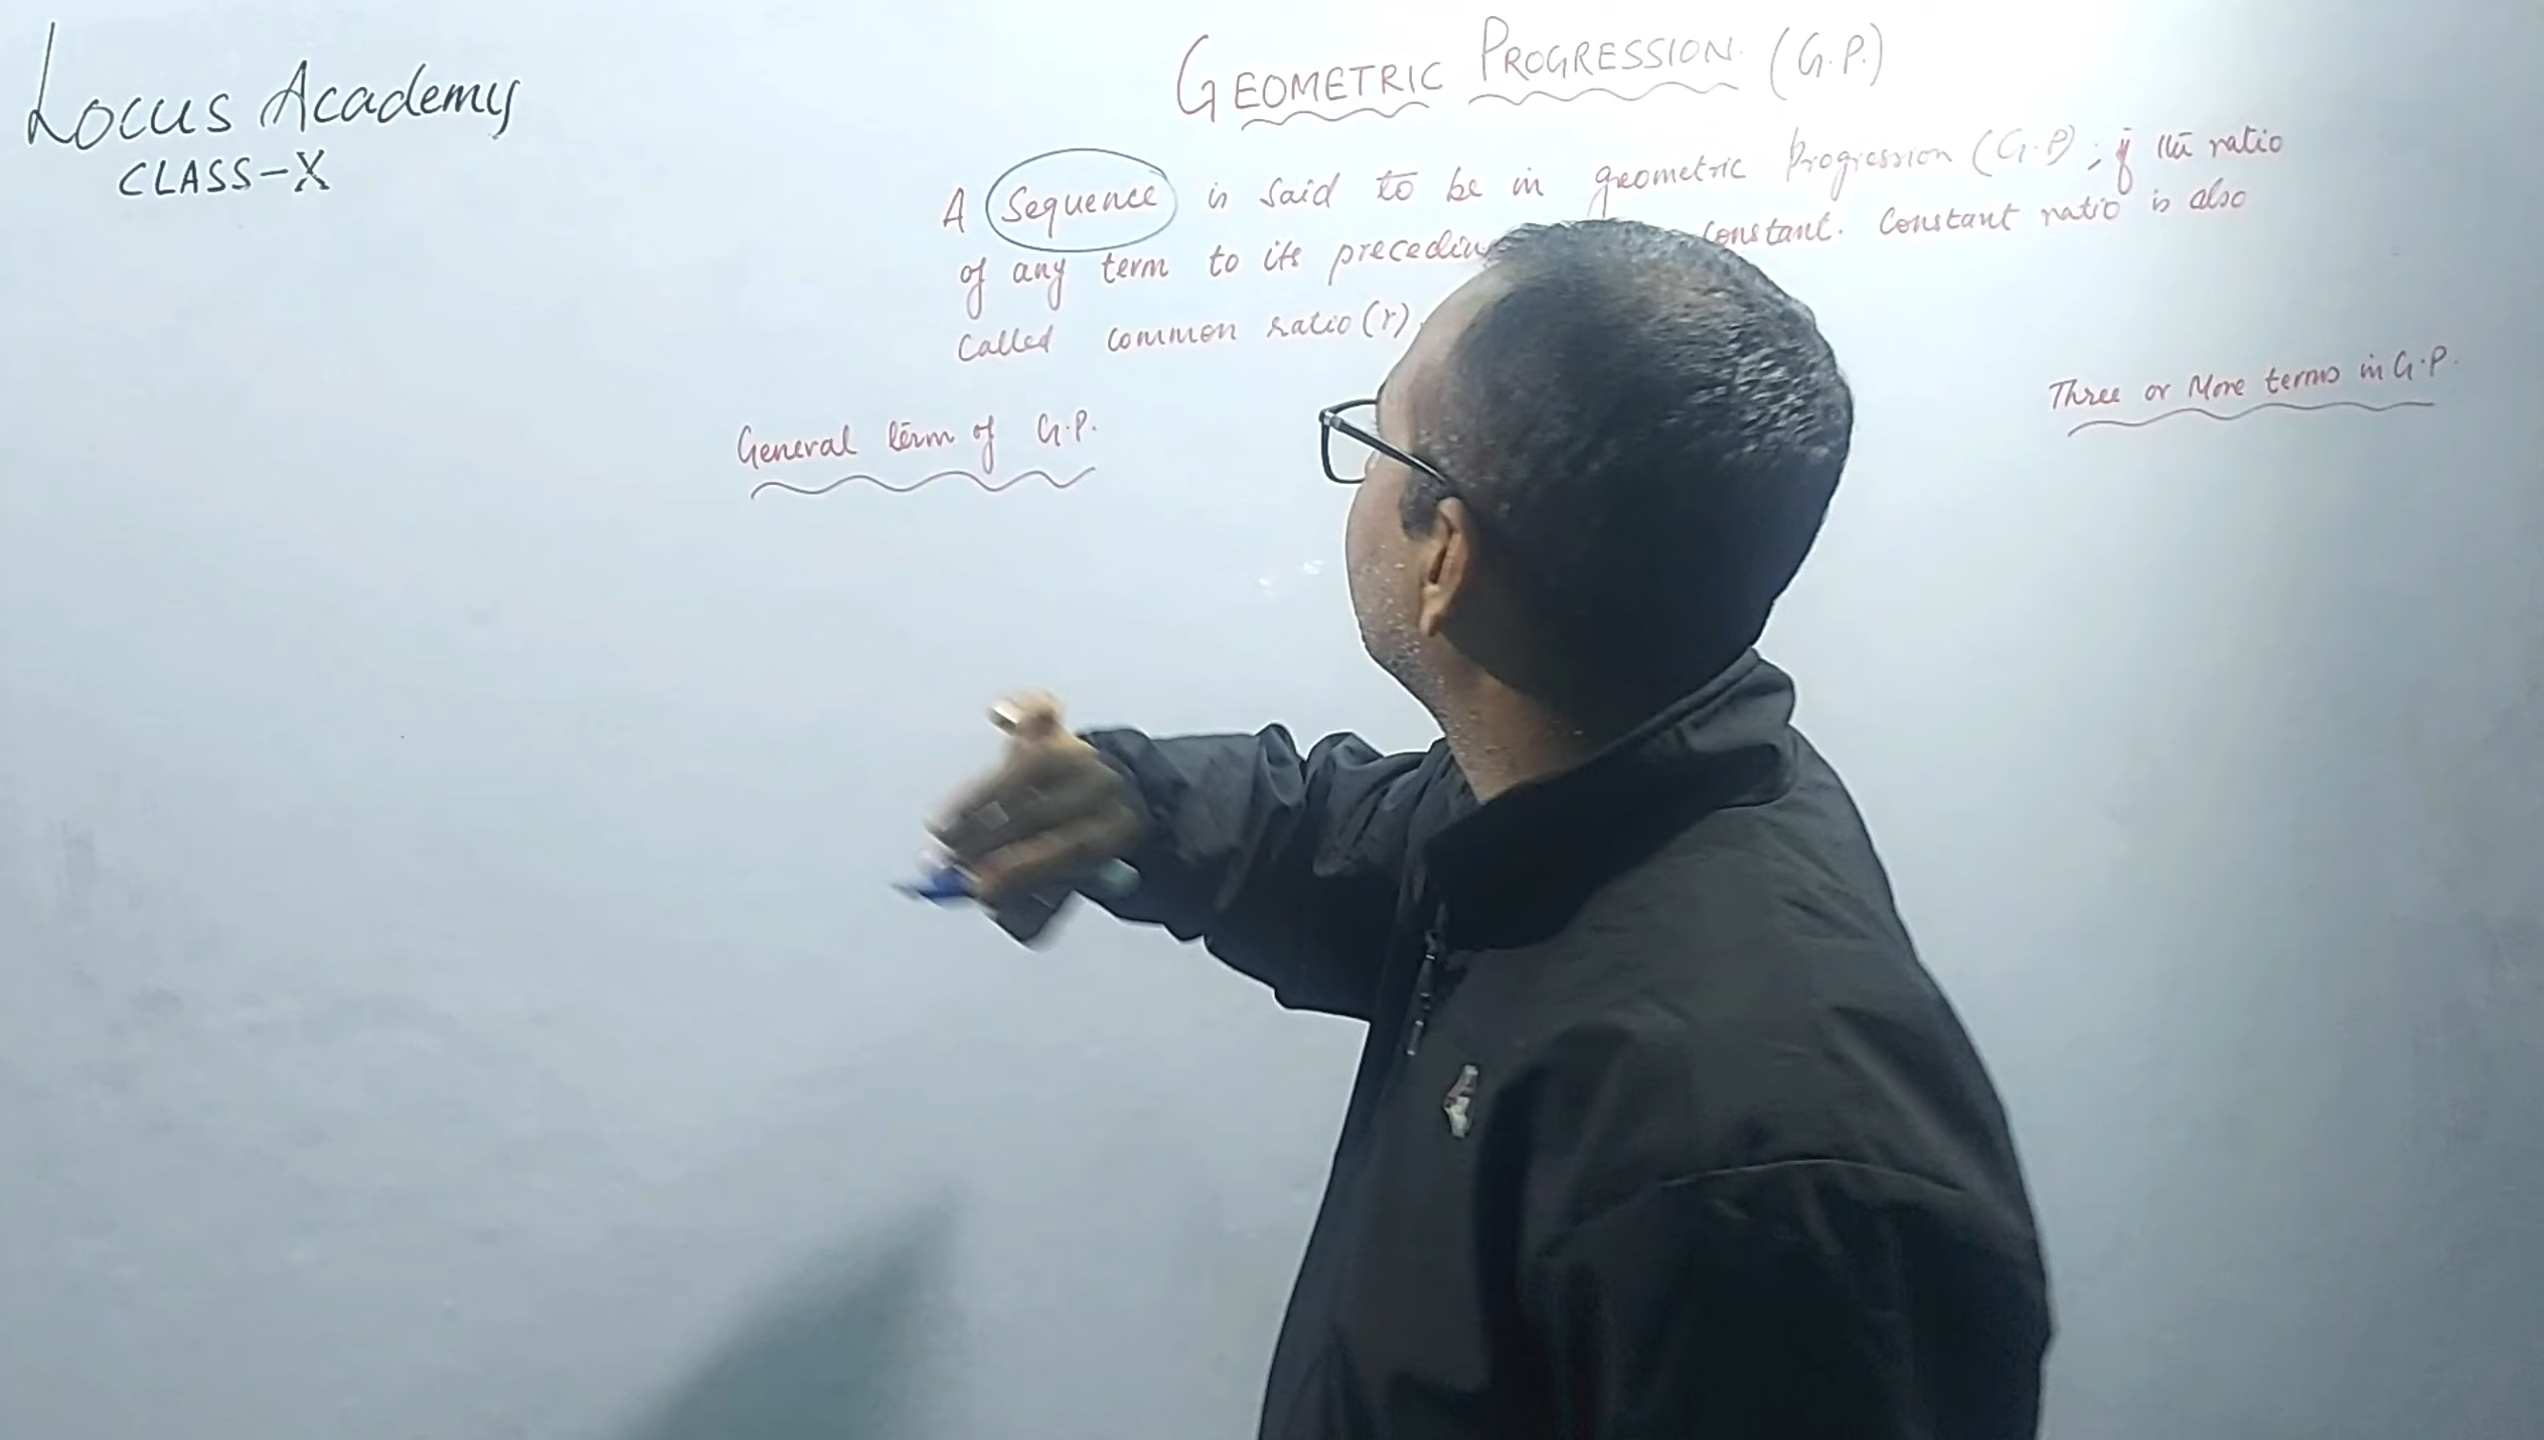 Locus Academy
CLASS-X
GEOMETRIC PROGRESSION (G.P.)
A Sequence is said to be in geometric Progression (G.P); if the ratio
of any term to its constant. Constant ratio is also
Called common ratio (r)
General term of G.P.
Three or More terms in G.P.